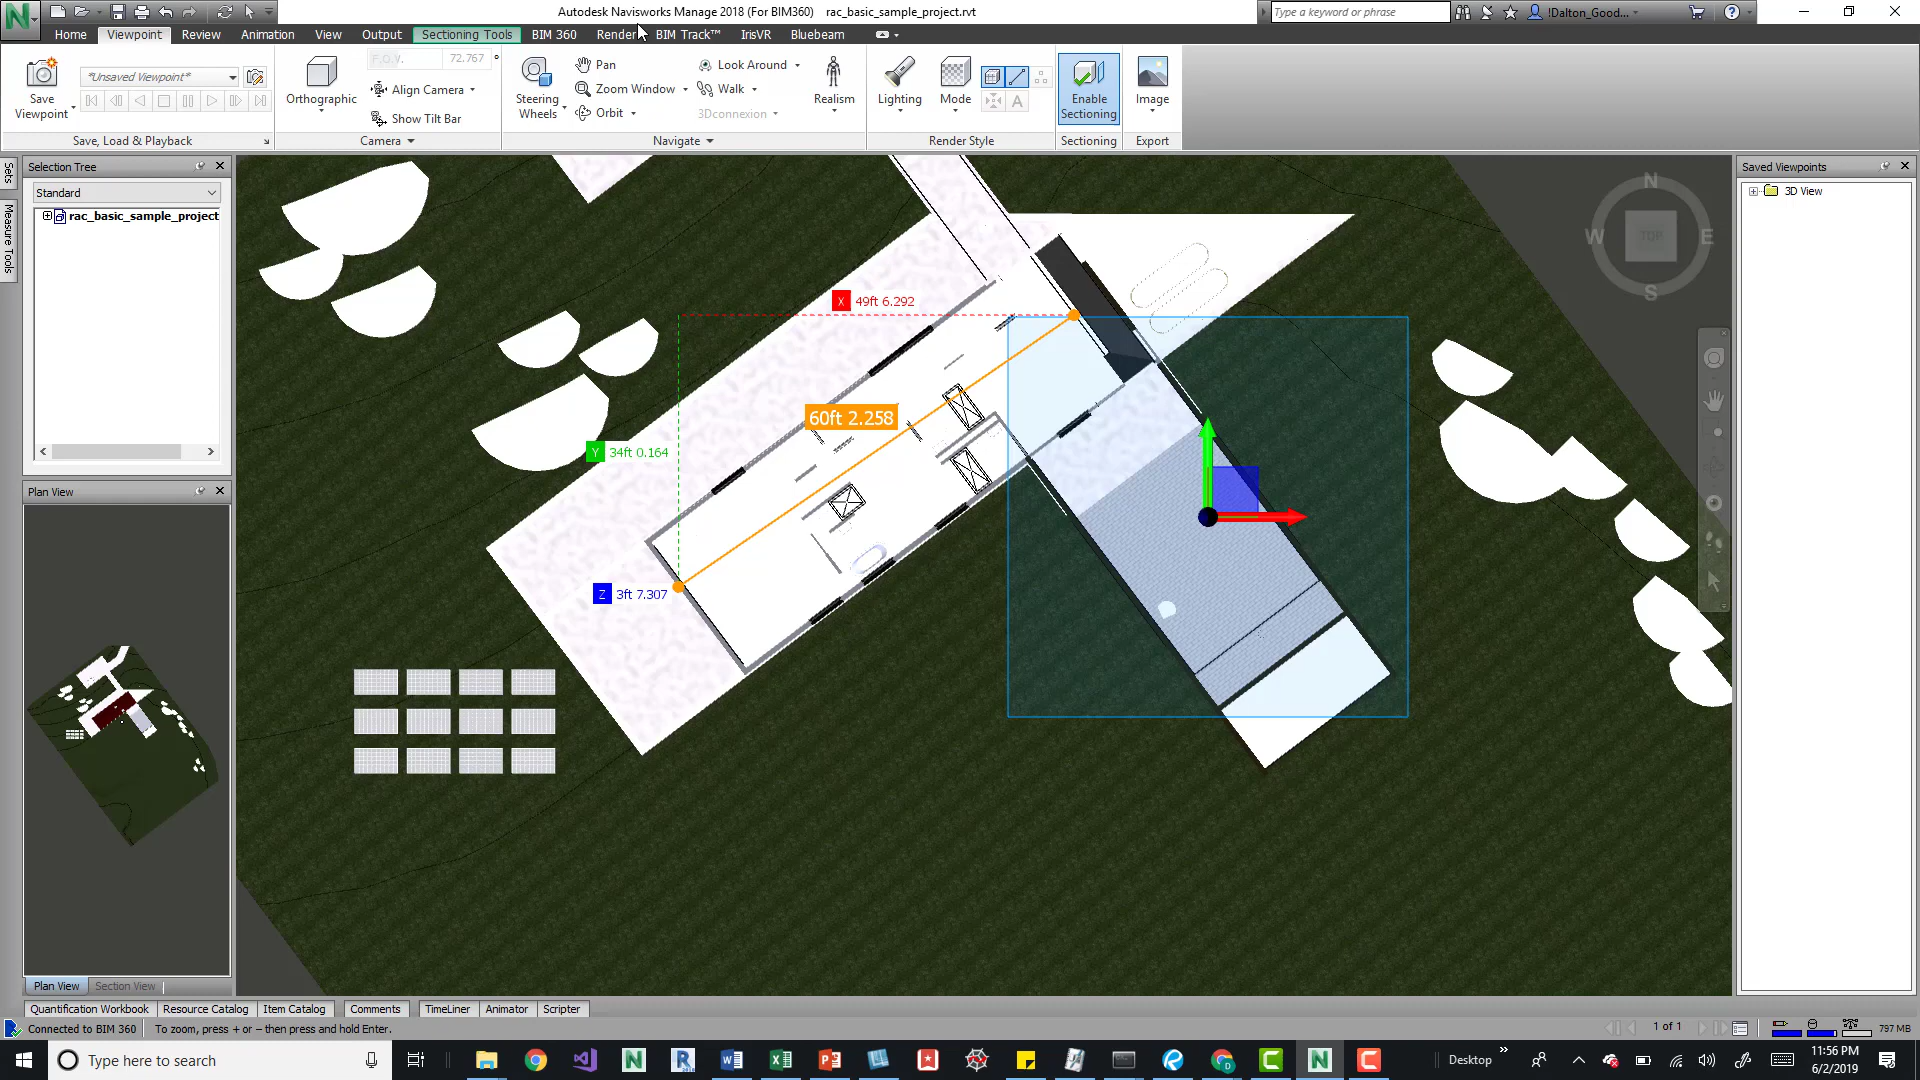 Autodesk Navisworks Manage 2018 (For BIM360) rac_basic_sample_project.rvt
Type a keyword or phrase
!Dalton_Good...
Home Viewpoint Review Animation View Output Sectioning Tools BIM 360 Render BIM Track™ IrisVR Bluebeam
Save Viewpoint
*Unsaved Viewpoint*
Orthographic
F.O.V. 72.767 °
Align Camera
Show Tilt Bar
Steering Wheels
Pan
Zoom Window
Orbit
Look Around
Walk
3Dconnexion
Realism
Lighting
Mode
A
Enable Sectioning
Image
Save, Load & Playback Camera Navigate Render Style Sectioning Export
Sets
Measure Tools
Selection Tree
Standard
rac_basic_sample_project
Saved Viewpoints
3D View
N
W TOP E
S
X 49ft 6.292
60ft 2.258
Y 34ft 0.164
Z 3ft 7.307
Plan View
Plan View Section View
Quantification Workbook Resource Catalog Item Catalog Comments TimeLiner Animator Scripter
Connected to BIM 360 To zoom, press + or – then press and hold Enter.
1 of 1
797 MB
Type here to search
Desktop
11:56 PM
6/2/2019